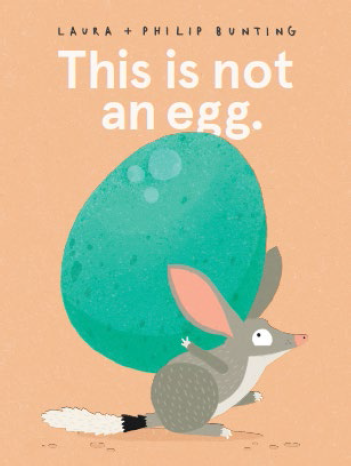 LAURA + PHILIP BUNTING
This is not
an egg.